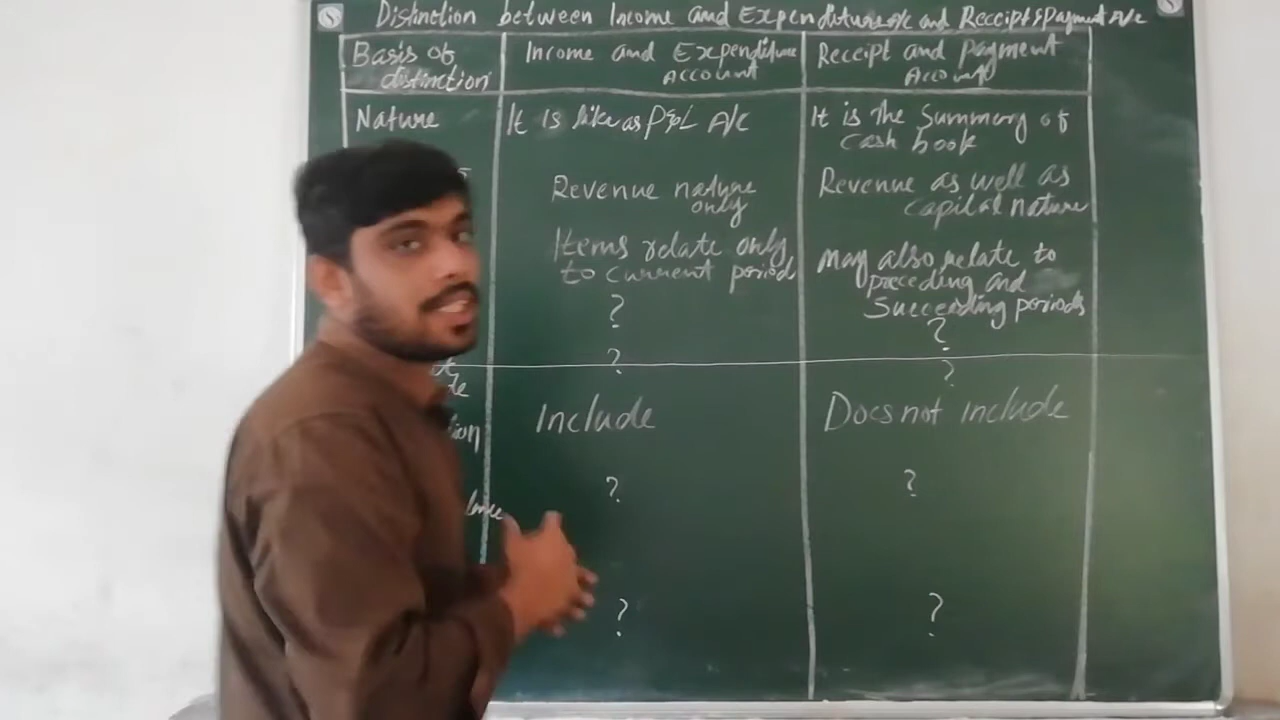 Distinction between Income and Expenditure A/c and Receipt & Payment A/c
Basis of
distinction
Income and Expenditure
Account
Receipt and payment
Account
Nature
It is like as P&L A/c
It is the Summary of
cash book
Revenue nature
only
Revenue as well as
capital nature
Items relate only
to current period
may also relate to
preceding and
Succeeding periods
?
?
?
?
Include
Does not include
?
?
?
?